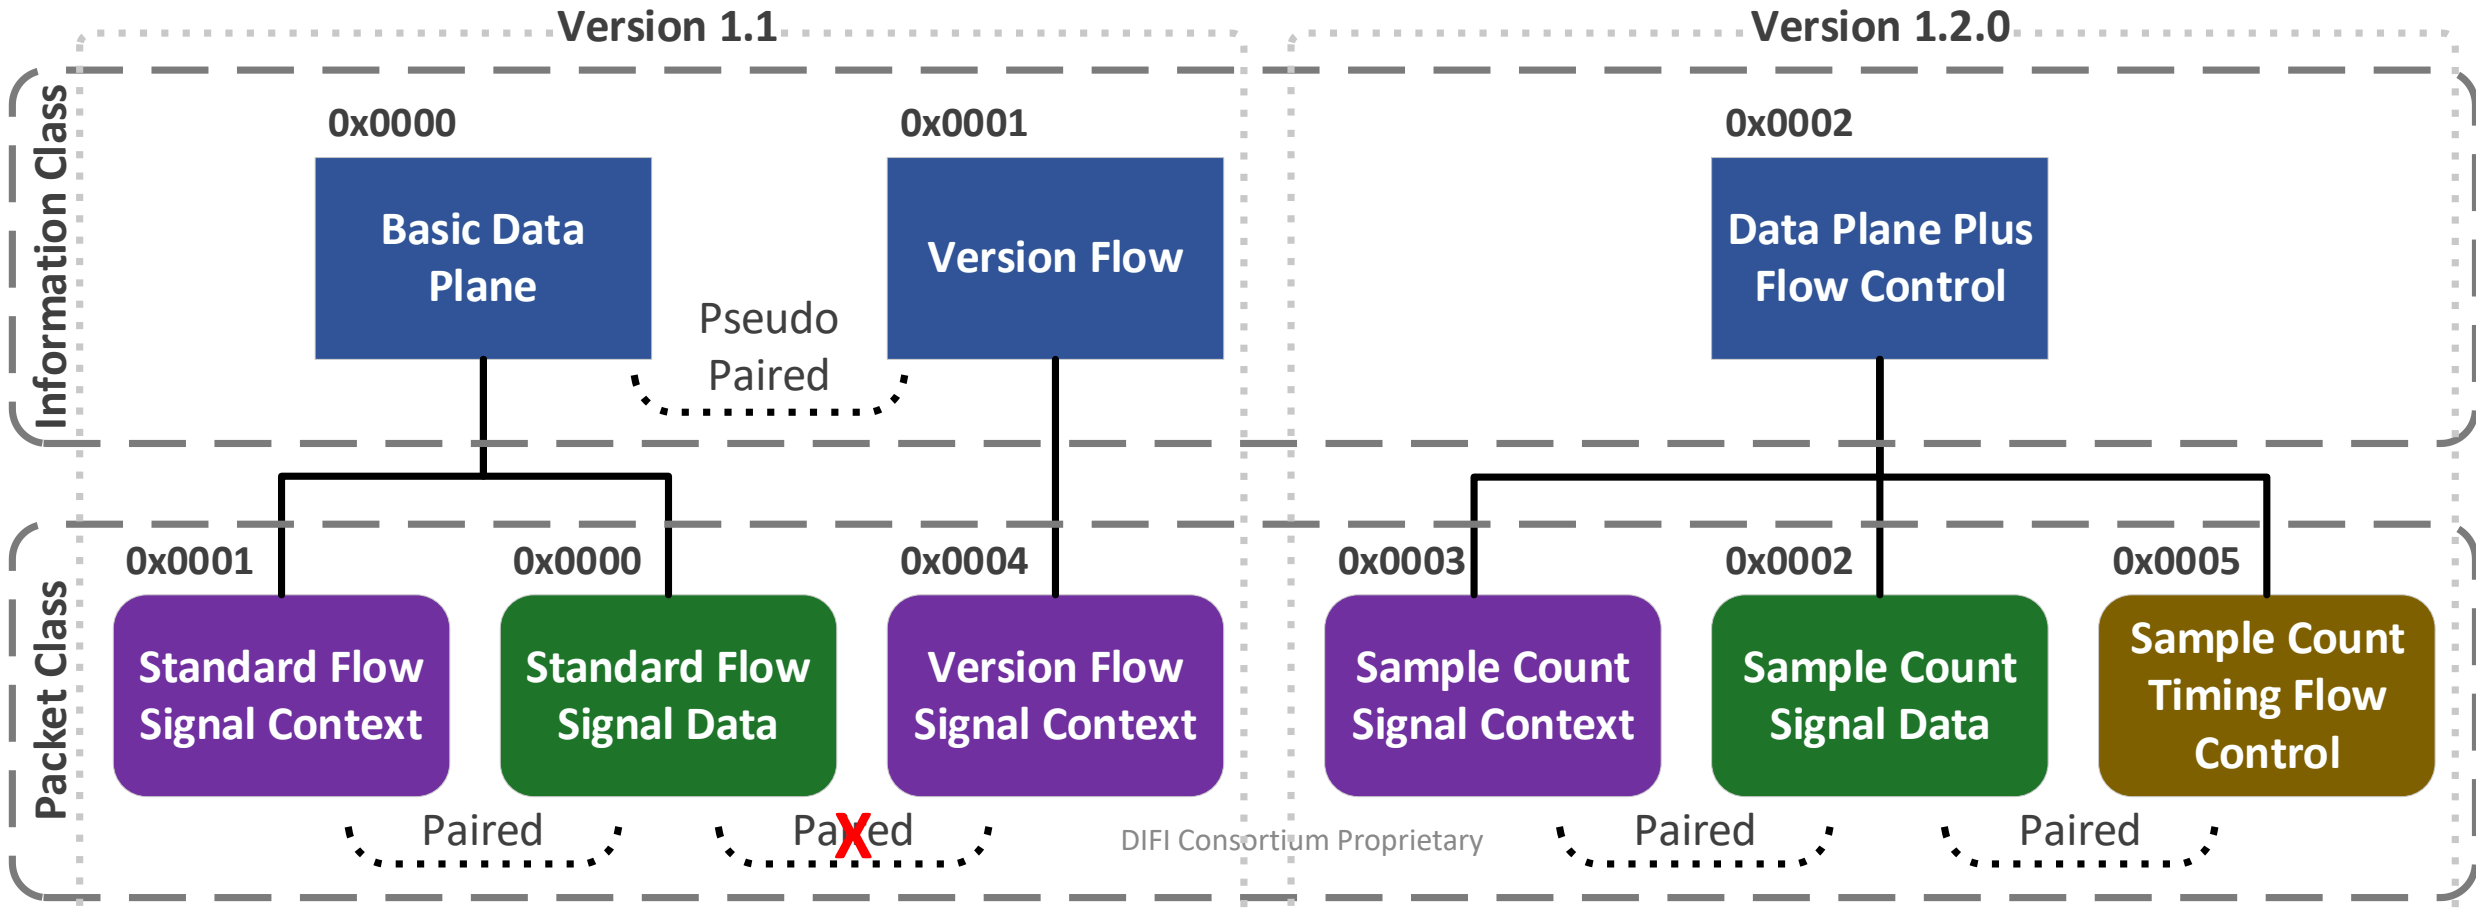 Version 1.1
Version 1.2.0
Information Class
0x0000
0x0001
0x0002
Basic Data
Plane
Version Flow
Data Plane Plus
Flow Control
Pseudo
Paired
Packet Class
0x0001
0x0000
0x0004
0x0003
0x0002
0x0005
Standard Flow
Signal Context
Standard Flow
Signal Data
Version Flow
Signal Context
Sample Count
Signal Context
Sample Count
Signal Data
Sample Count
Timing Flow
Control
Paired
Paired
X
DIFI Consortium Proprietary
Paired
Paired